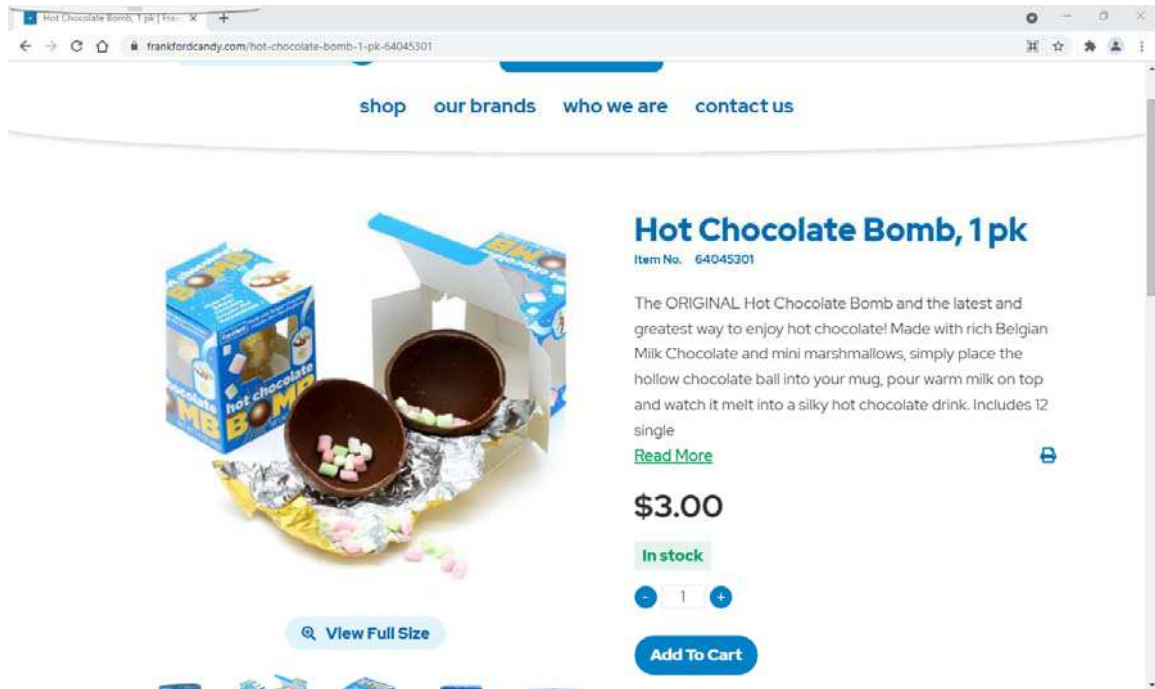 Hot Chocolate Bomb, 1 pk | Fra
frankfordcandy.com/hot-chocolate-bomb-1-pk-64045301
shop our brands who we are contact us
hot chocolate
BOMB
Hot Chocolate Bomb, 1 pk
Item No. 64045301
The ORIGINAL Hot Chocolate Bomb and the latest and
greatest way to enjoy hot chocolate! Made with rich Belgian
Milk Chocolate and mini marshmallows, simply place the
hollow chocolate ball into your mug, pour warm milk on top
and watch it melt into a silky hot chocolate drink. Includes 12
single
Read More
$3.00
In stock
- 1 +
View Full Size
Add To Cart